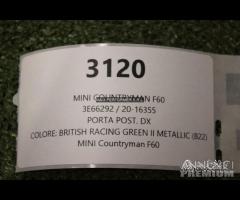 3120
MINI COUNTRYMAN F60
3E66292 / 20-16355
PORTA POST. DX
COLORE: BRITISH RACING GREEN II METALLIC (B22)
MINI Countryman F60
ANNUNCI
PREMIUM